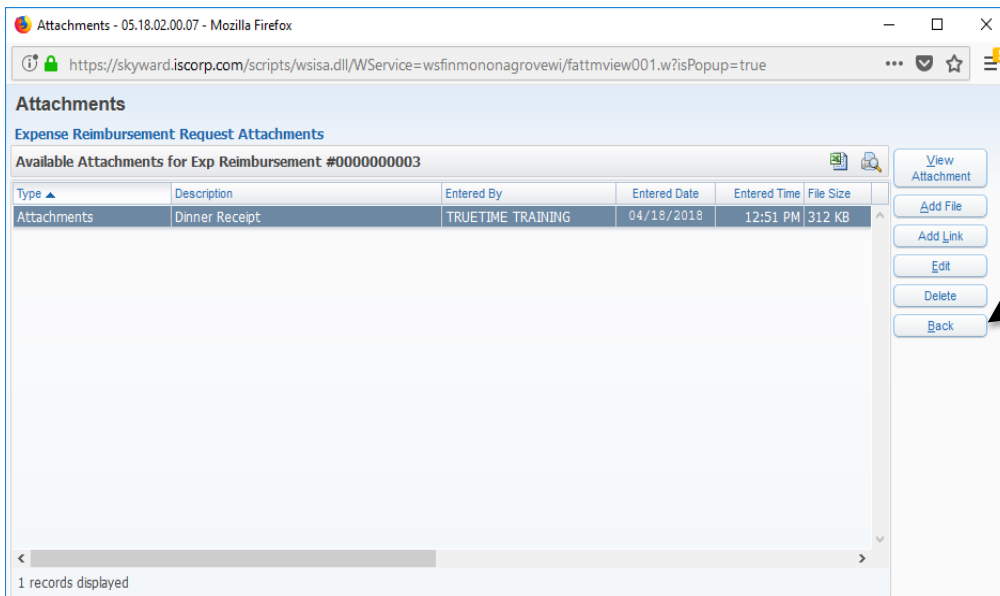 Attachments - 05.18.02.00.07 - Mozilla Firefox
https://skyward.iscorp.com/scripts/wsisa.dll/WService=wsfinmononagrovewi/fattmview001.w?isPopup=true
Attachments
Expense Reimbursement Request Attachments
Available Attachments for Exp Reimbursement #0000000003
Type Description Entered By Entered Date Entered Time File Size
Attachments Dinner Receipt TRUETIME TRAINING 04/18/2018 12:51 PM 312 KB
View
Attachment
Add File
Add Link
Edit
Delete
Back
1 records displayed